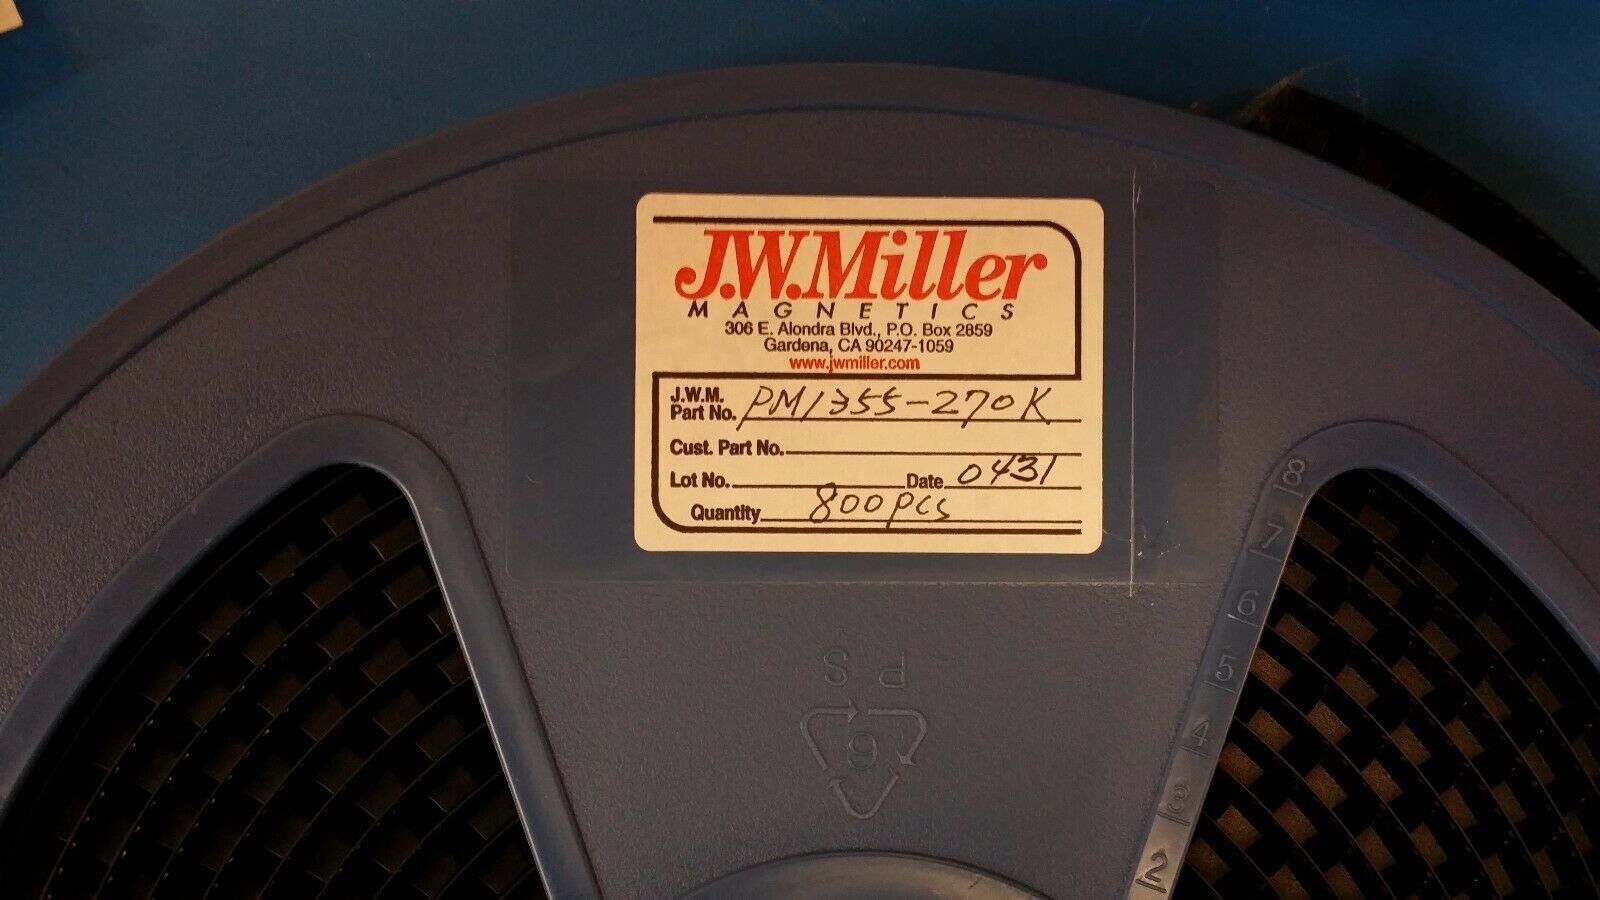 J.W.Miller
MAGNETICS
306 E. Alondra Blvd., P.O. Box 2859
Gardena, CA 90247-1059
www.jwmiller.com
J.W.M.
Part No. PM1355-270K
Cust. Part No.
Lot No. Date 0431
Quantity 800pcs
8
7
6
5
4
3
2
PS
6